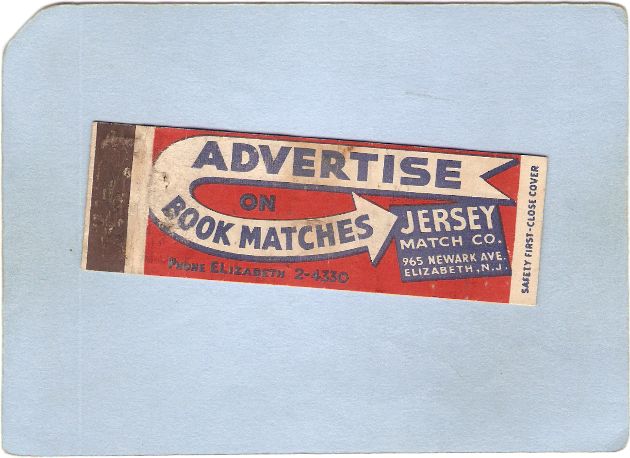 ADVERTISE
ON
BOOK MATCHES
PHONE ELIZABETH 2-4330
JERSEY
MATCH CO.
965 NEWARK AVE.
ELIZABETH, N.J.
SAFETY FIRST-CLOSE COVER